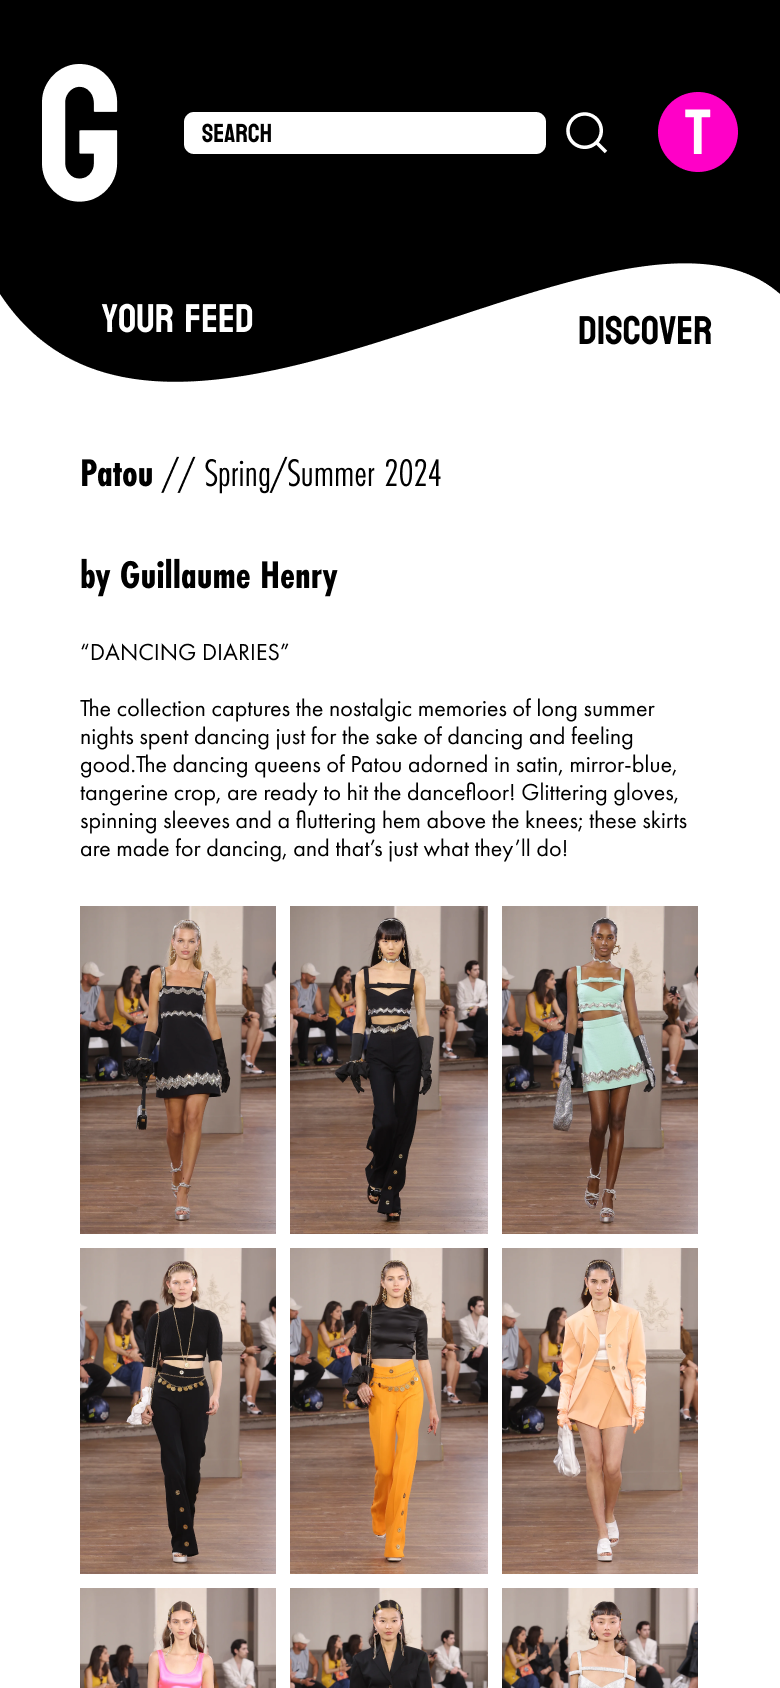 G
SEARCH
T
YOUR FEED
DISCOVER
Patou // Spring/Summer 2024
by Guillaume Henry
“DANCING DIARIES”
The collection captures the nostalgic memories of long summer
nights spent dancing just for the sake of dancing and feeling
good.The dancing queens of Patou adorned in satin, mirror-blue,
tangerine crop, are ready to hit the dancefloor! Glittering gloves,
spinning sleeves and a fluttering hem above the knees; these skirts
are made for dancing, and that’s just what they’ll do!